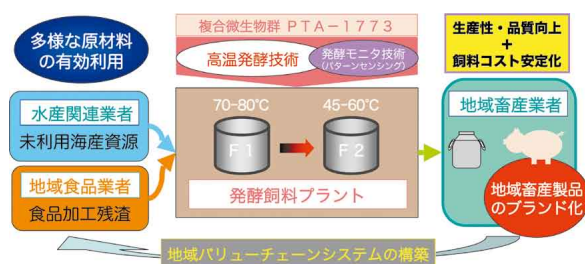 多様な原材料
の有効利用
複合微生物群 PTA-1773
高温発酵技術
発酵モニタ技術
(パターンセンシング)
生産性・品質向上
+
飼料コスト安定化
水産関連業者
未利用海産資源
地域食品業者
食品加工残渣
70-80℃
45-60℃
F1
F2
発酵飼料プラント
地域畜産業者
地域畜産製品
のブランド化
地域バリューチェーンシステムの構築